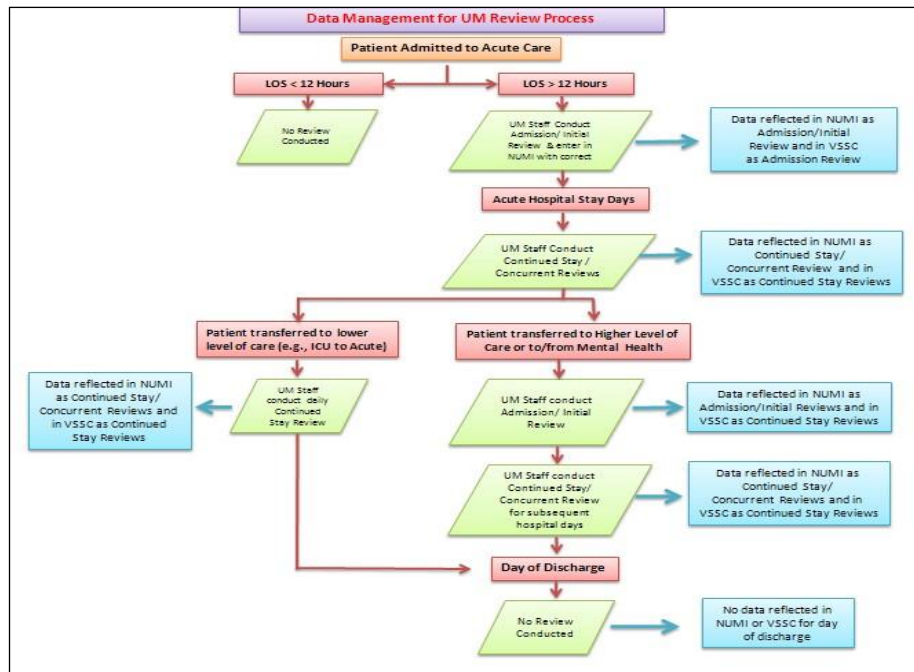 Data Management for UM Review Process
Patient Admitted to Acute Care
LOS < 12 Hours
LOS > 12 Hours
No Review
Conducted
UM Staff Conduct
Admission/ Initial
Review & enter in
NUMI with correct
Data reflected in NUMI as
Admission/Initial
Review and in VSSC
as Admission Review
Acute Hospital Stay Days
UM Staff Conduct
Continued Stay /
Concurrent Reviews
Data reflected in NUMI as
Continued Stay/
Concurrent Review and in
VSSC as Continued Stay Reviews
Patient transferred to lower
level of care (e.g., ICU to Acute)
Patient transferred to Higher Level of
Care or to/from Mental Health
Data reflected in NUMI
as Continued Stay/
Concurrent Reviews and
in VSSC as Continued
Stay Reviews
UM Staff
conduct daily
Continued
Stay Review
UM Staff conduct
Admission/ Initial
Review
Data reflected in NUMI as
Admission/Initial Reviews and in
VSSC as Continued Stay Reviews
UM Staff conduct
Continued Stay/
Concurrent Review
for subsequent
hospital days
Data reflected in NUMI as
Continued Stay/
Concurrent Reviews and in
VSSC as Continued Stay Reviews
Day of Discharge
No Review
Conducted
No data reflected in
NUMI or VSSC for day
of discharge